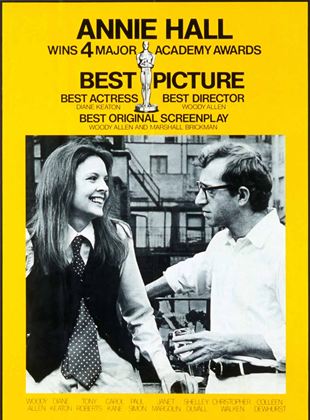 ANNIE HALL
WINS 4 MAJOR ACADEMY AWARDS
BEST PICTURE
BEST ACTRESS BEST DIRECTOR
DIANE KEATON WOODY ALLEN
BEST ORIGINAL SCREENPLAY
WOODY ALLEN AND MARSHALL BRICKMAN
WOODY DIANE TONY CAROL PAUL JANET SHELLEY CHRISTOPHER COLLEEN
ALLEN KEATON ROBERTS KANE SIMON MARGOLIN DUVALL WALKEN DEWHURST